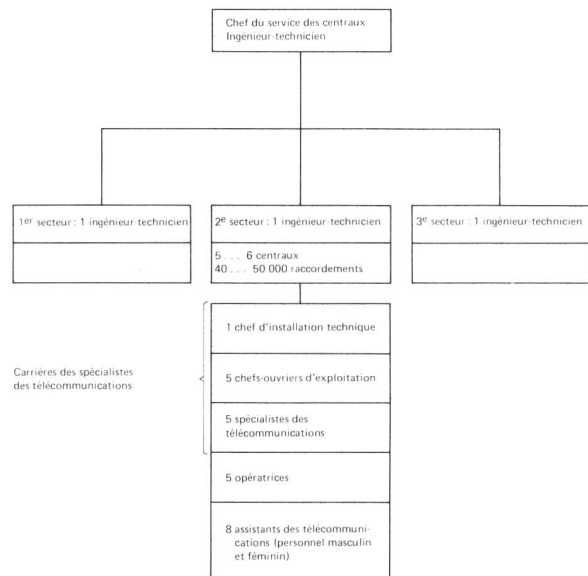 Chef du service des centraux
Ingénieur-technicien
1er secteur : 1 ingénieur-technicien
2e secteur : 1 ingénieur-technicien
3e secteur : 1 ingénieur-technicien
5 . . . 6 centraux
40 . . . 50 000 raccordements
1 chef d'installation technique
Carrières des spécialistes
des télécommunications
5 chefs-ouvriers d'exploitation
5 spécialistes des
télécommunications
5 opératrices
8 assistants des télécommuni-
cations (personnel masculin
et féminin)